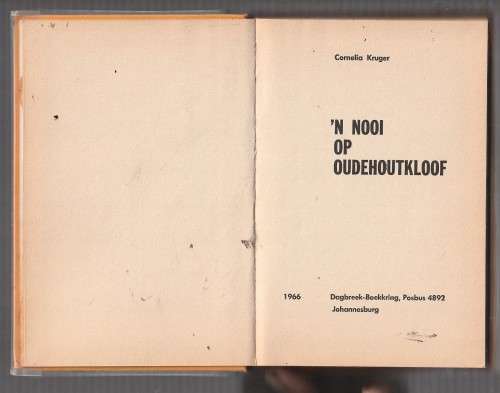 Cornelia Kruger
'N NOOI
OP
OUDEHOUTKLOOF
1966 Dagbreek-Boekkring, Posbus 4892
Johannesburg